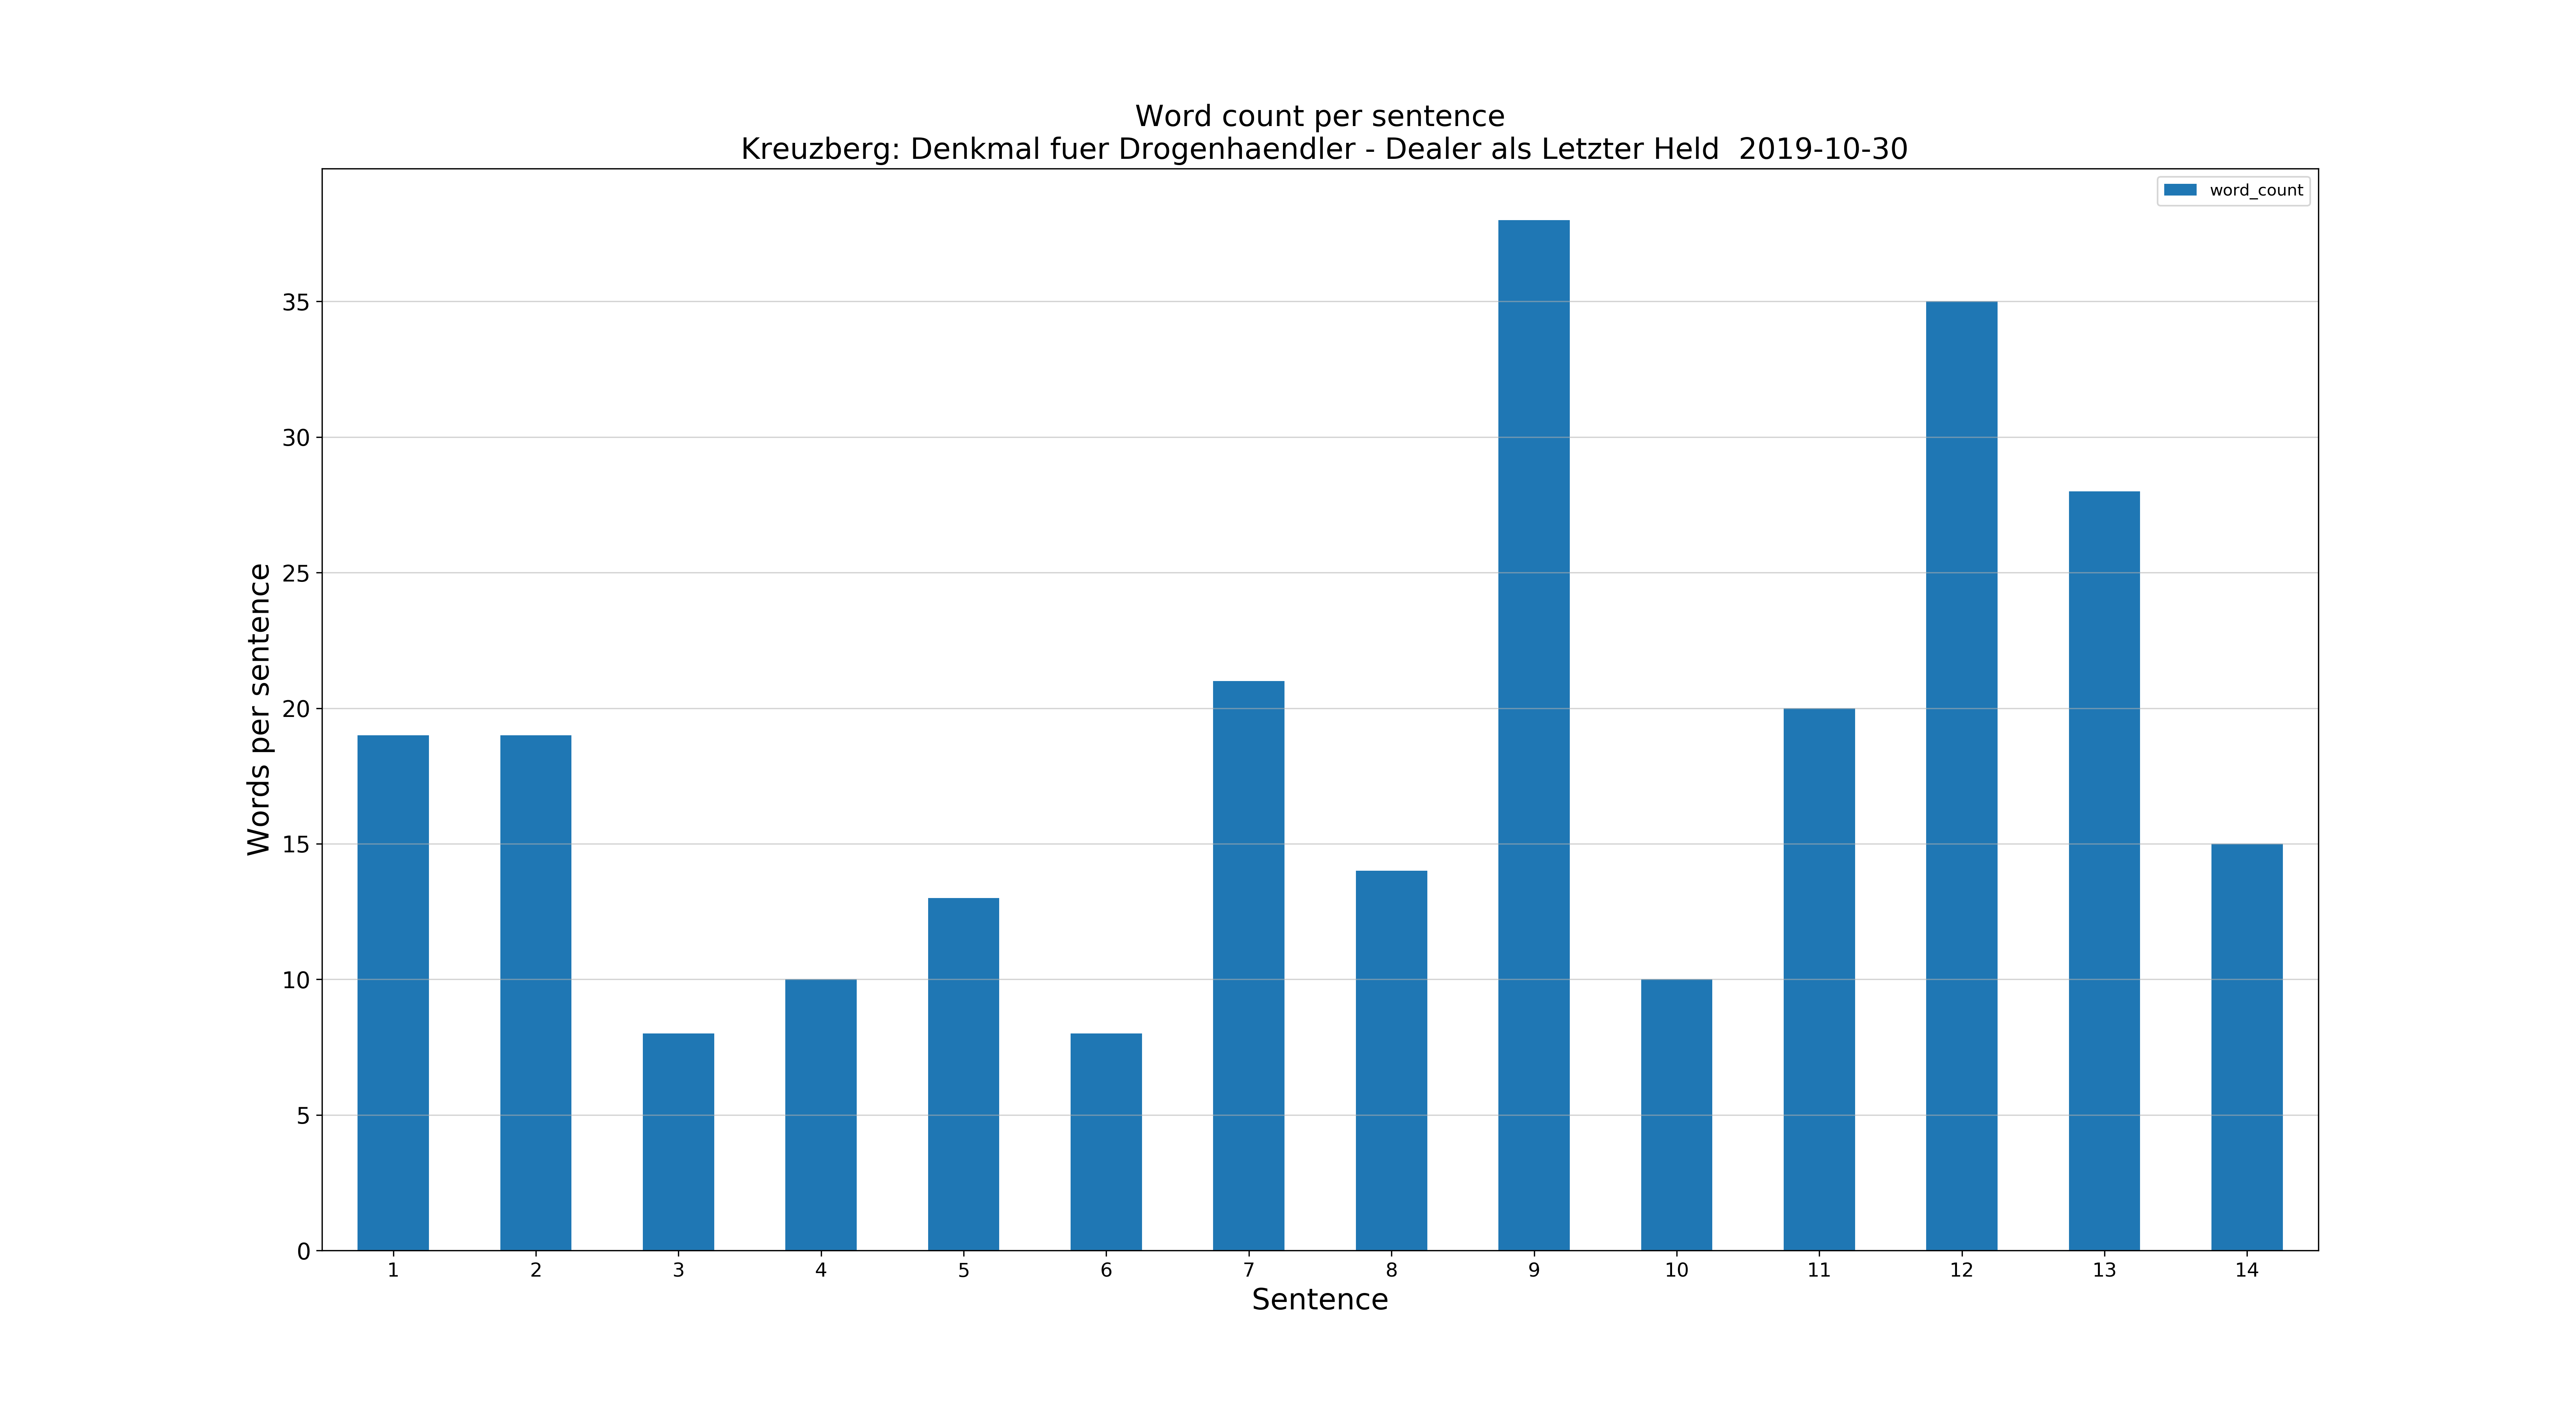 Word count per sentence
Kreuzberg: Denkmal fuer Drogenhaendler - Dealer als Letzter Held  2019-10-30
word_count
35
30
25
20
15
10
5
0
Words per sentence
1 2 3 4 5 6 7 8 9 10 11 12 13 14
Sentence